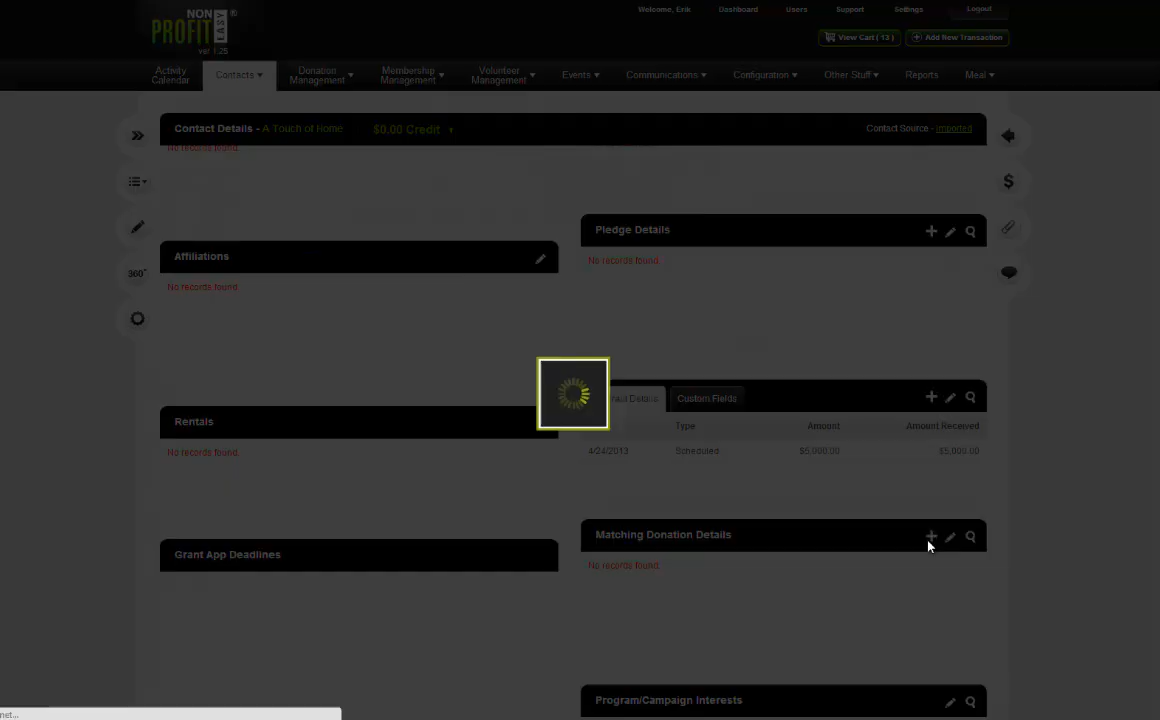 Welcome, Erik Dashboard Users Support Settings Logout
NON
PROFIT EASY ®
ver 1.25
View Cart ( 13 ) Add New Transaction
Activity Calendar Contacts Donation Management Membership Management Volunteer Management Events Communications Configuration Other Stuff Reports Meal
Contact Details - A Touch of Home $0.00 Credit Contact Source - Imported
No records found.
Pledge Details
No records found.
Affiliations
No records found
360°
$
Details Custom Fields
Rentals
Type Amount Amount Received
4/24/2013 Scheduled $5,000.00 $5,000.00
No records found.
Matching Donation Details
Grant App Deadlines
No records found.
Program/Campaign Interests
net...